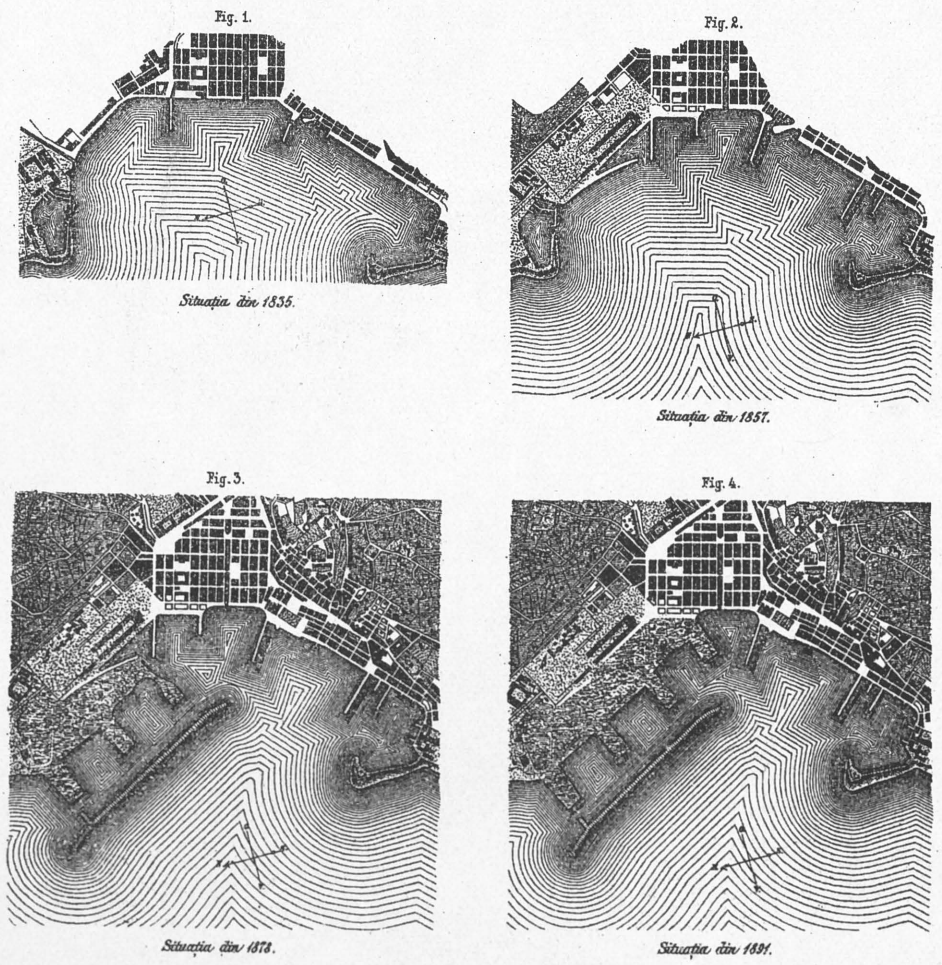 Fig. 1.
Situația din 1835.
Fig. 2.
Situația din 1857.
Fig. 3.
Situația din 1878.
Fig. 4.
Situația din 1891.